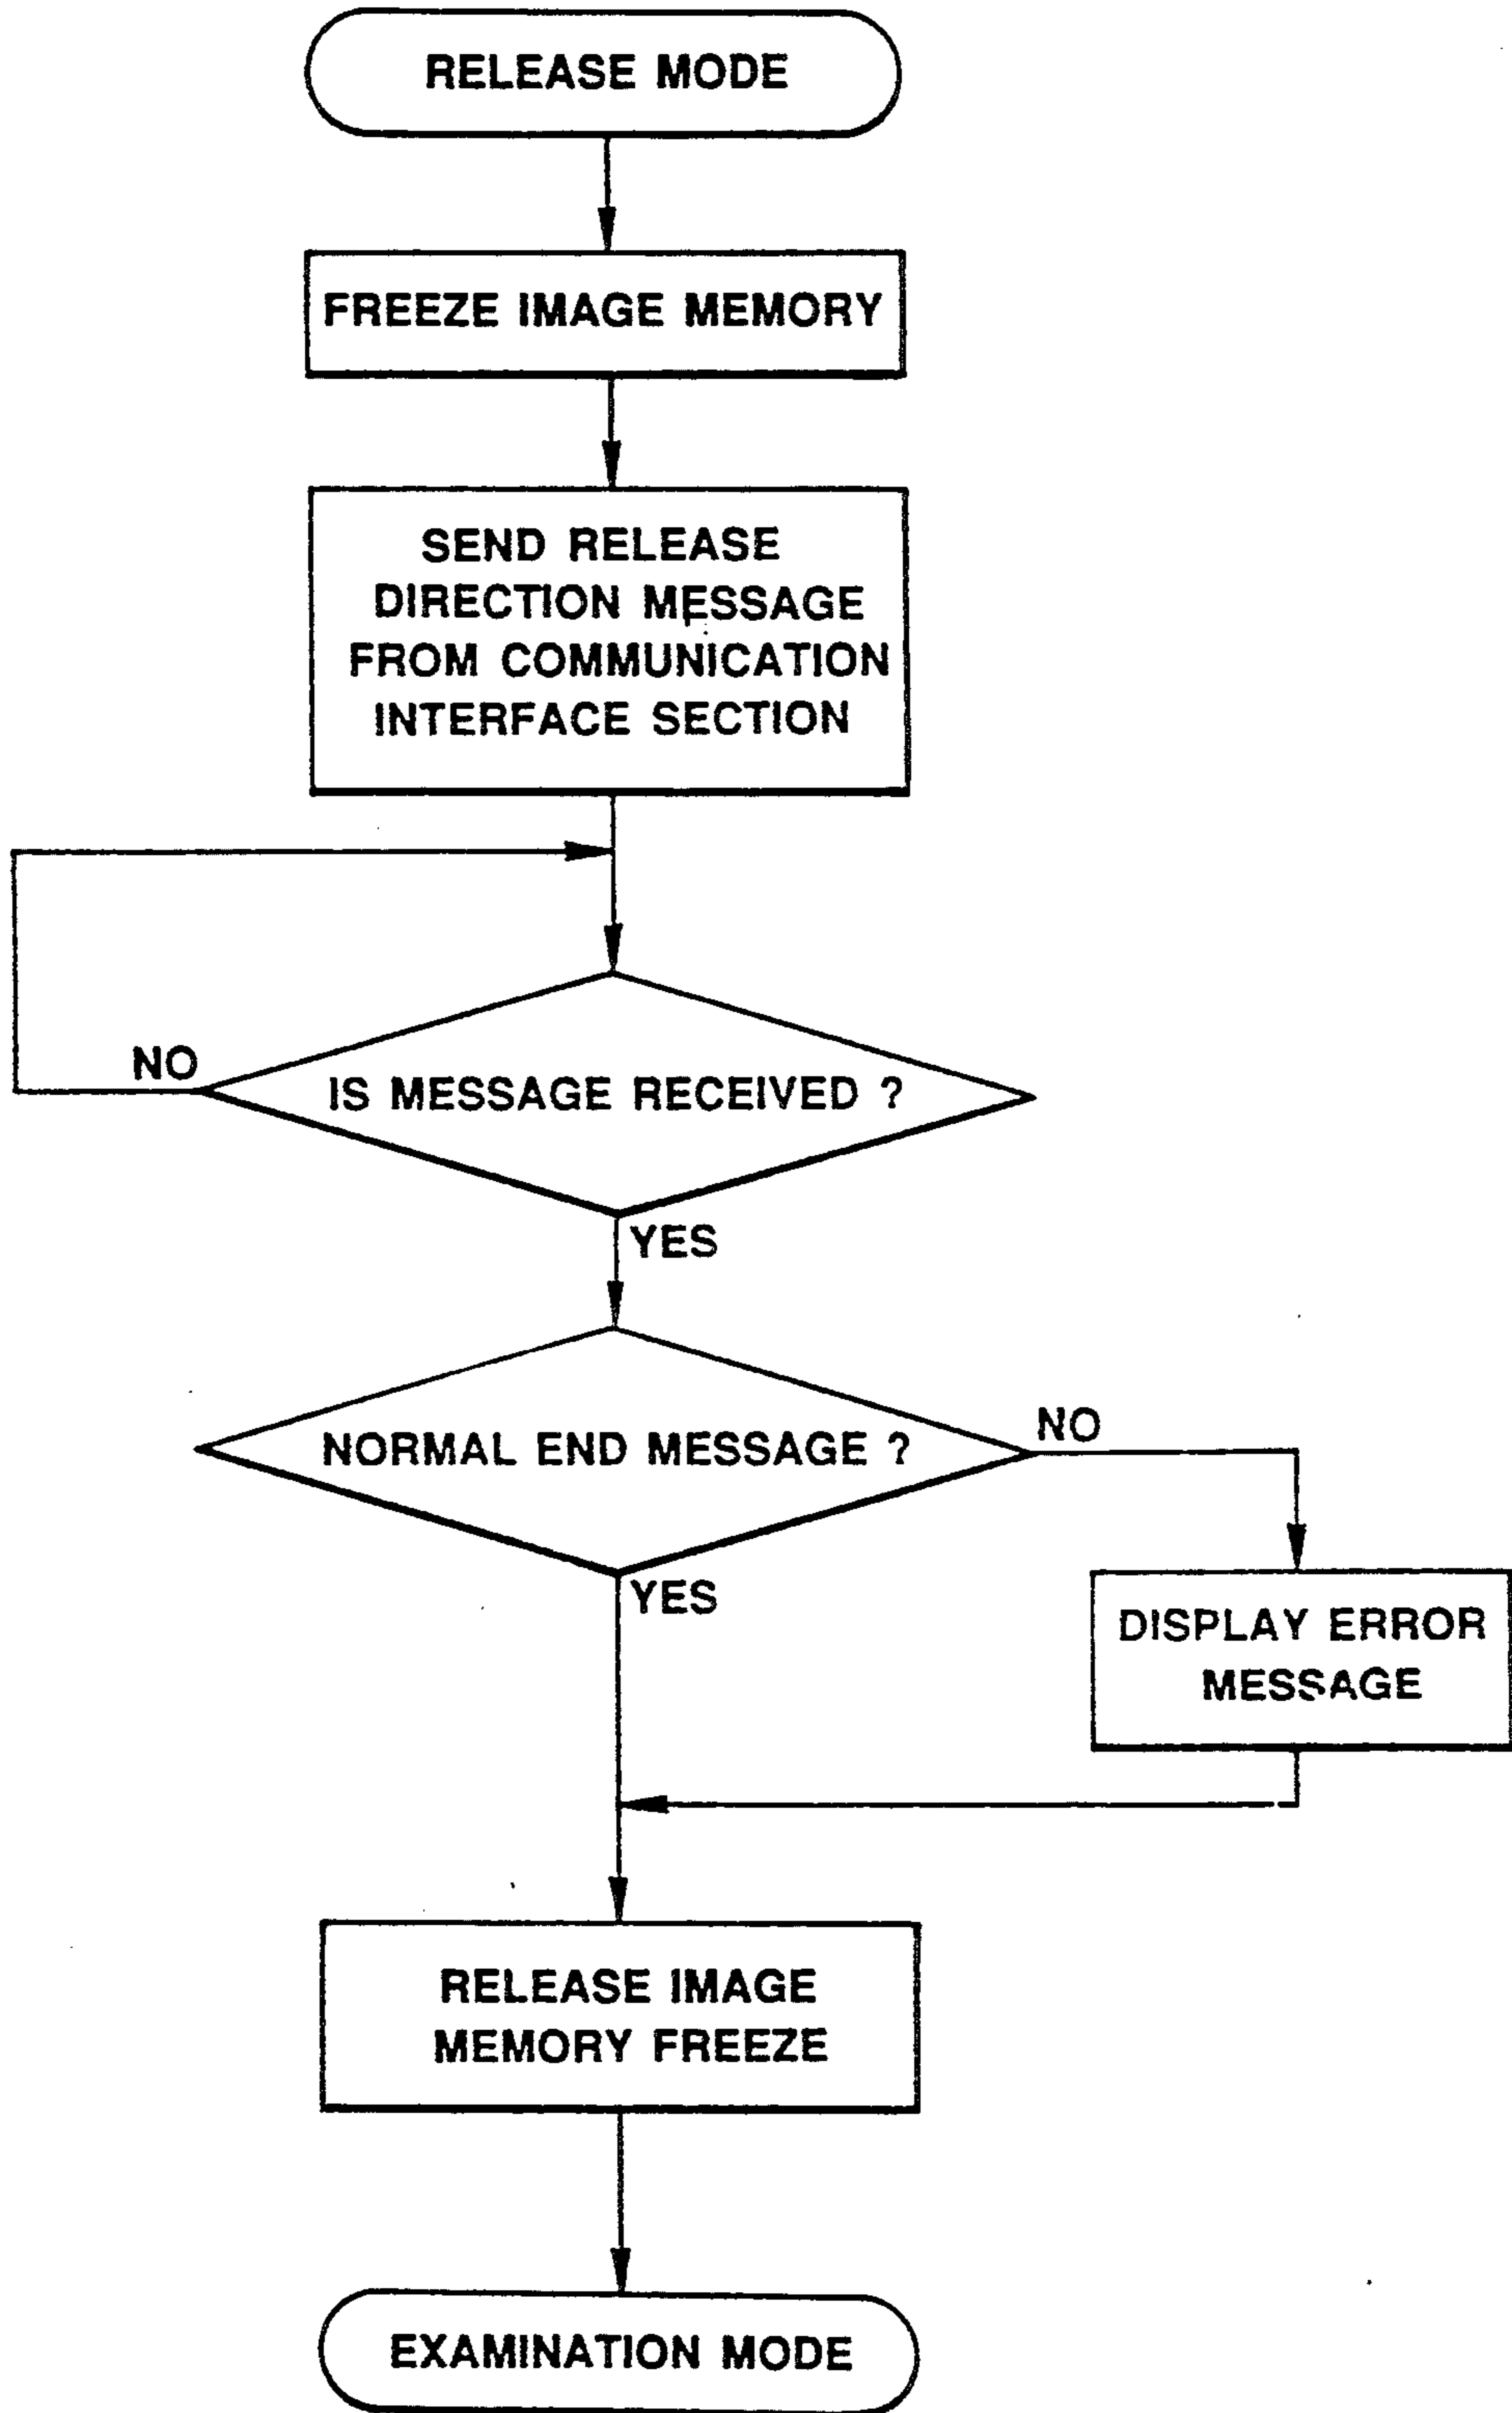 RELEASE MODE
FREEZE IMAGE MEMORY
SEND RELEASE
DIRECTION MESSAGE
FROM COMMUNICATION
INTERFACE SECTION
NO
IS MESSAGE RECEIVED ?
YES
NORMAL END MESSAGE ?
NO
YES
DISPLAY ERROR
MESSAGE
RELEASE IMAGE
MEMORY FREEZE
EXAMINATION MODE